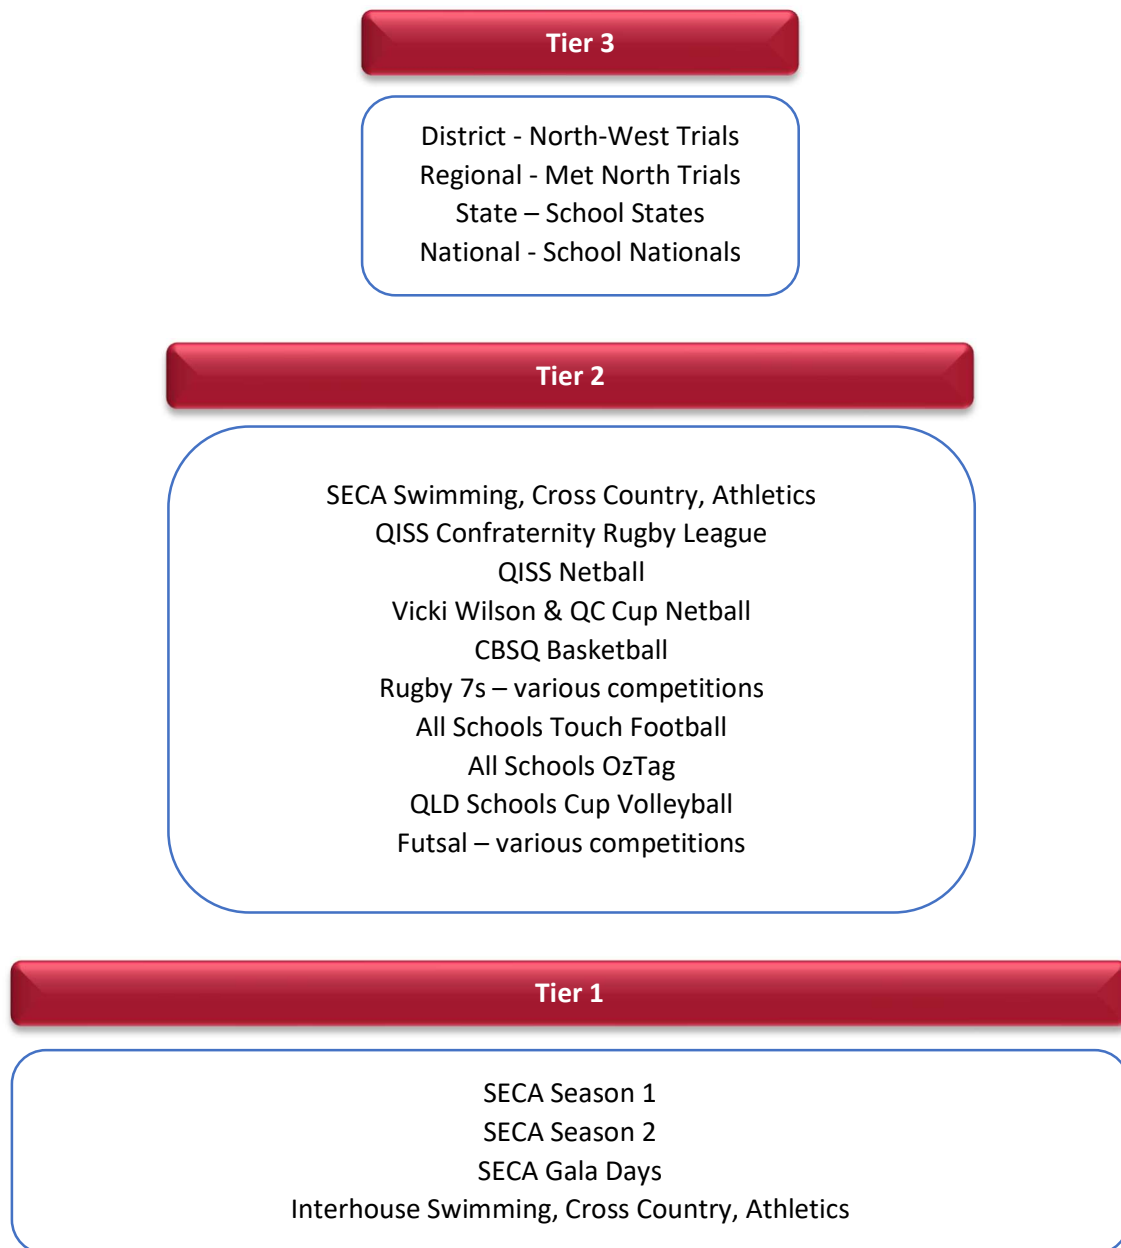 Tier 3
District - North-West Trials
Regional - Met North Trials
State – School States
National - School Nationals
Tier 2
SECA Swimming, Cross Country, Athletics
QISS Confraternity Rugby League
QISS Netball
Vicki Wilson & QC Cup Netball
CBSQ Basketball
Rugby 7s – various competitions
All Schools Touch Football
All Schools OzTag
QLD Schools Cup Volleyball
Futsal – various competitions
Tier 1
SECA Season 1
SECA Season 2
SECA Gala Days
Interhouse Swimming, Cross Country, Athletics